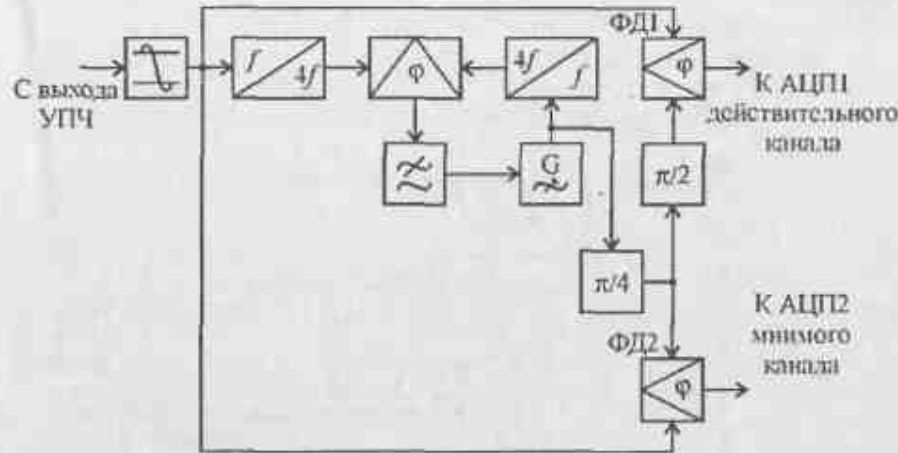 ФД1
f
4f
φ
4f
f
φ
С выхода
УПЧ
К АЦП1
действительного
канала
G
π/2
π/4
К АЦП2
мнимого
канала
ФД2
φ